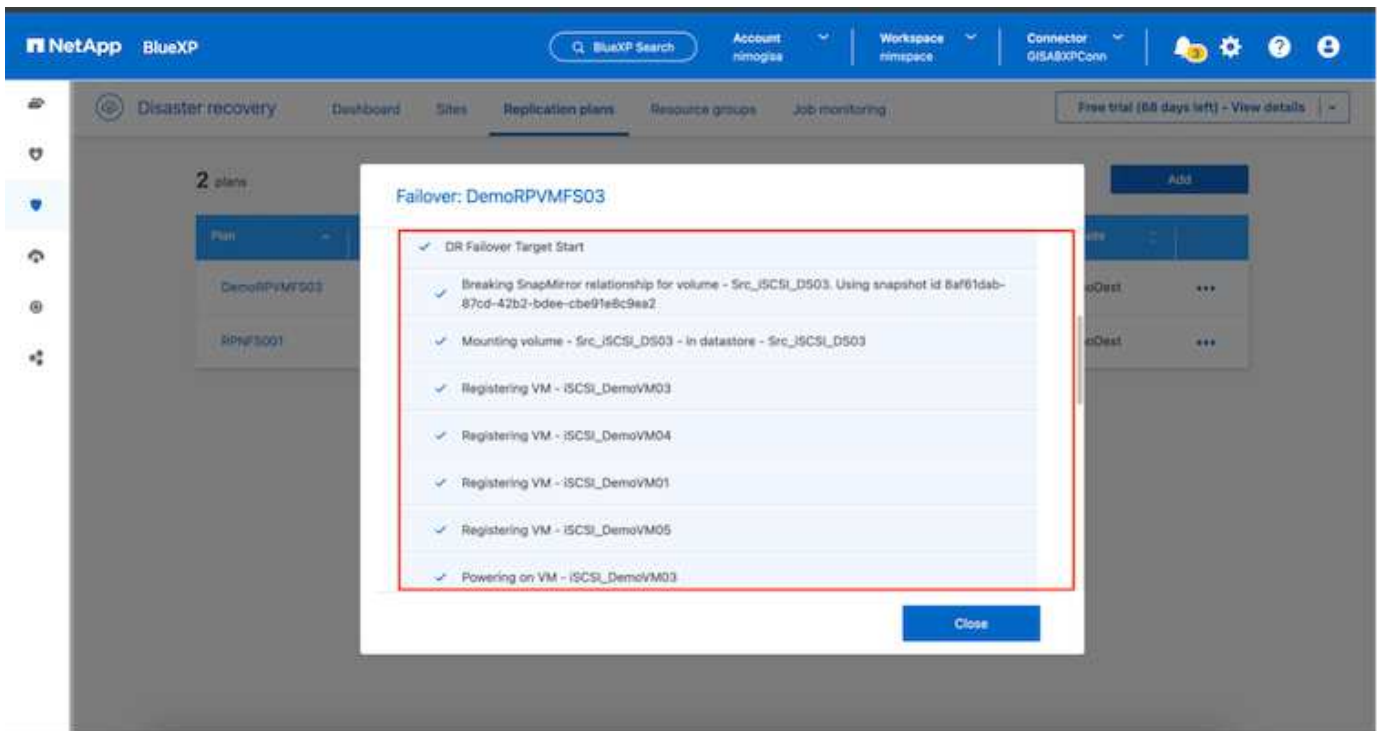 NetApp BlueXP
BlueXP Search
Account
nimogisa
Workspace
nimspace
Connector
GISABXPConn
3
Disaster recovery Dashboard Sites Replication plans Resource groups Job monitoring
Free trial (88 days left) - View details
2 plans
Add
Failover: DemoRPVMFS03
Plan
DemoRPVMFS03
RPNFS001
DR Failover Target Start
Breaking SnapMirror relationship for volume - Src_iSCSI_DS03. Using snapshot id 8af61dab-
87cd-42b2-bdee-cbe91e8c9ea2
Mounting volume - Src_iSCSI_DS03 - in datastore - Src_iSCSI_DS03
Registering VM - iSCSI_DemoVM03
Registering VM - iSCSI_DemoVM04
Registering VM - iSCSI_DemoVM01
Registering VM - iSCSI_DemoVM05
Powering on VM - iSCSI_DemoVM03
Close